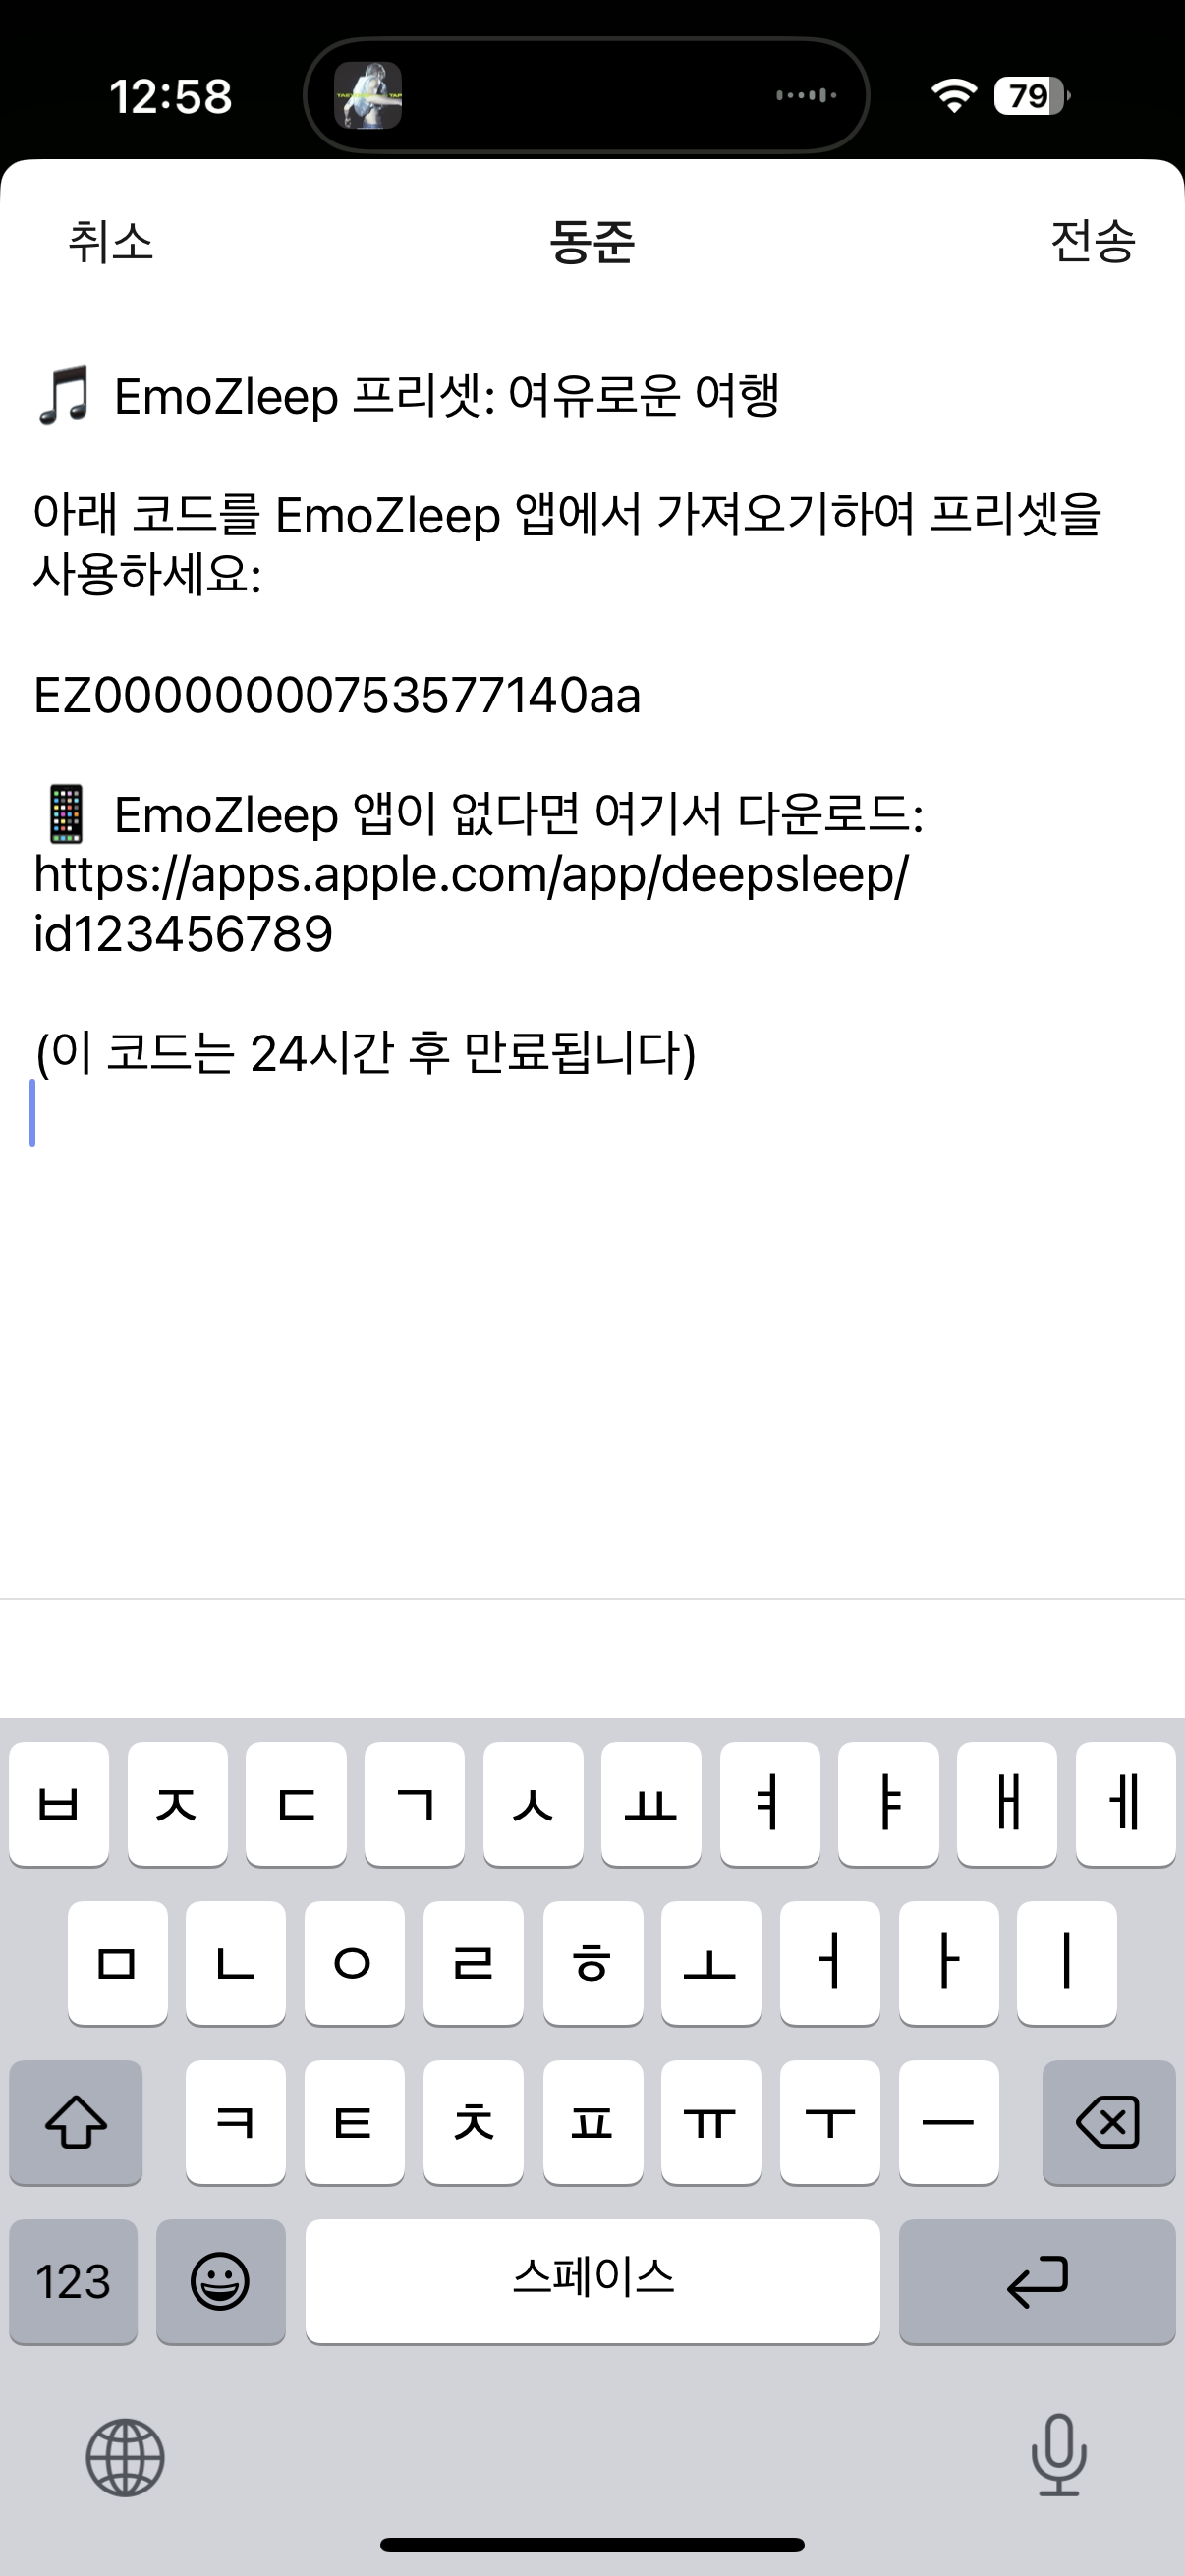 12:58
79
취소 동준 전송
🎵 EmoZleep 프리셋: 여유로운 여행
아래 코드를 EmoZleep 앱에서 가져오기하여 프리셋을
사용하세요:
EZ00000000753577140aa
📱 EmoZleep 앱이 없다면 여기서 다운로드:
https://apps.apple.com/app/deepsleep/
id123456789
(이 코드는 24시간 후 만료됩니다)
ㅂ ㅈ ㄷ ㄱ ㅅ ㅛ ㅕ ㅑ ㅐ ㅔ
ㅁ ㄴ ㅇ ㄹ ㅎ ㅗ ㅓ ㅏ ㅣ
ㅋ ㅌ ㅊ ㅍ ㅠ ㅜ ㅡ
123 스페이스